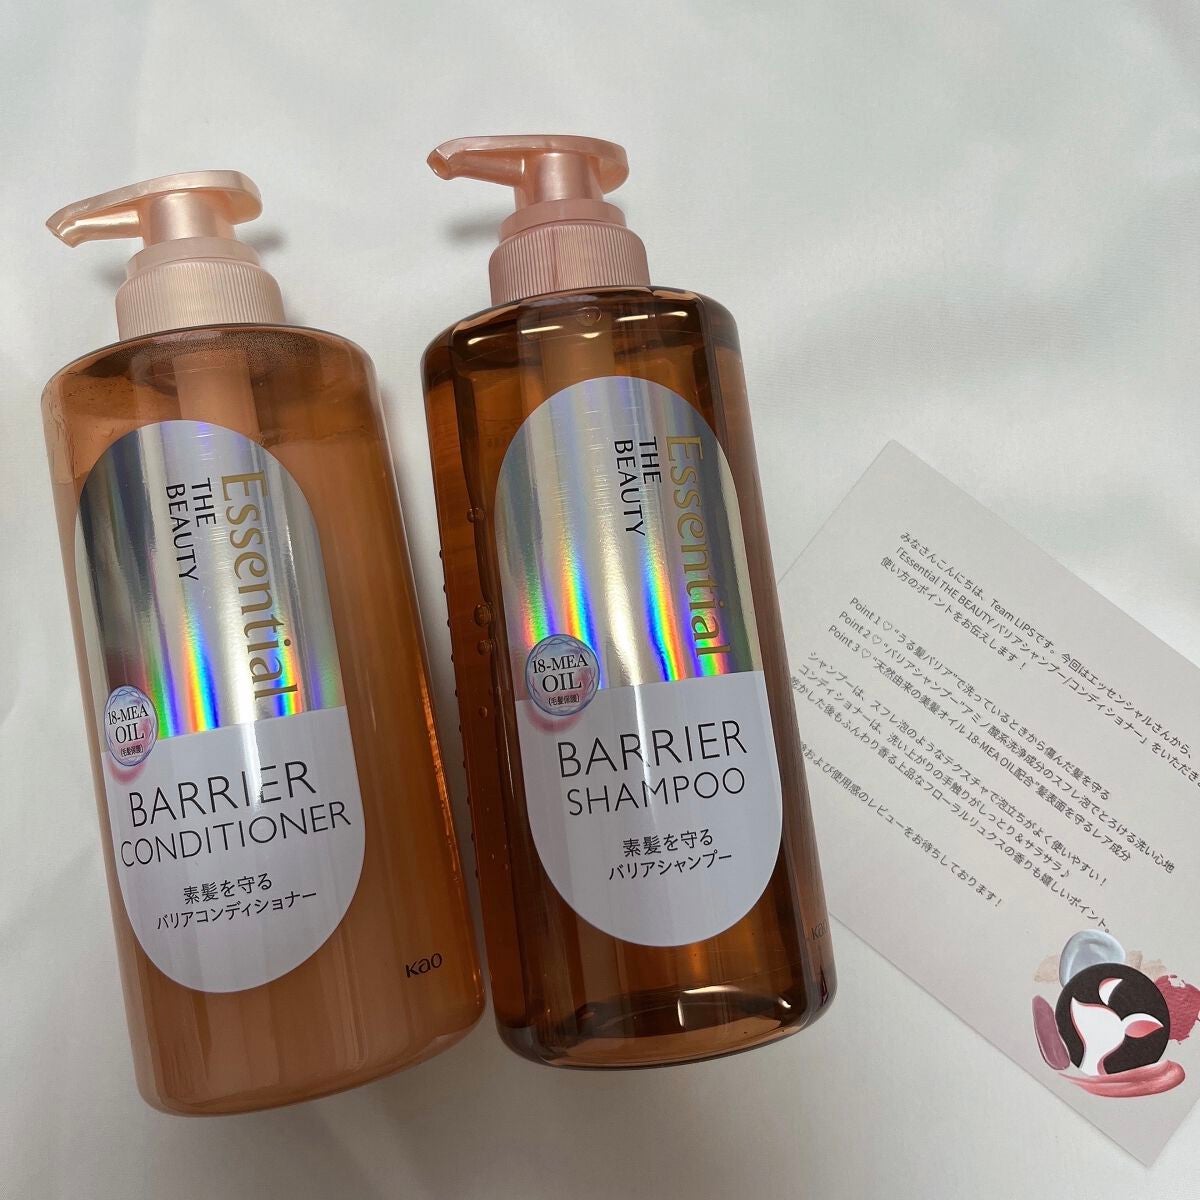 Essential
THE
BEAUTY
18-MEA
OIL
(毛髪保護)
BARRIER
CONDITIONER
素髪を守る
バリアコンディショナー
Kao
Essential
THE
BEAUTY
18-MEA
OIL
(毛髪保護)
BARRIER
SHAMPOO
素髪を守る
バリアシャンプー
Kao
みなさんこんにちは、Team LIPSです。今回はエッセンシャルさんから
「Essential THE BEAUTY バリアシャンプー/コンディショナー」をいただき
使い方のポイントをお伝えします！
Point 1 ♡ “うる髪バリア”で洗っているときから傷んだ髪を守る
Point 2 ♡ “バリアシャンプー”アミノ酸系洗浄成分のスフレ泡でとろける洗い心地
Point 3 ♡ “天然由来の美髪オイル 18-MEA OIL配合”髪表面を守るレア成分
シャンプーは、スフレ泡のようなテクスチャで泡立ちがよく使いやすい！
コンディショナーは、洗い上がりの手触りがしっとり＆サラサラ♪
乾かした後もふんわり香る上品なフローラルリュクスの香りも嬉しいポイント。
および使用感のレビューをお待ちしております！